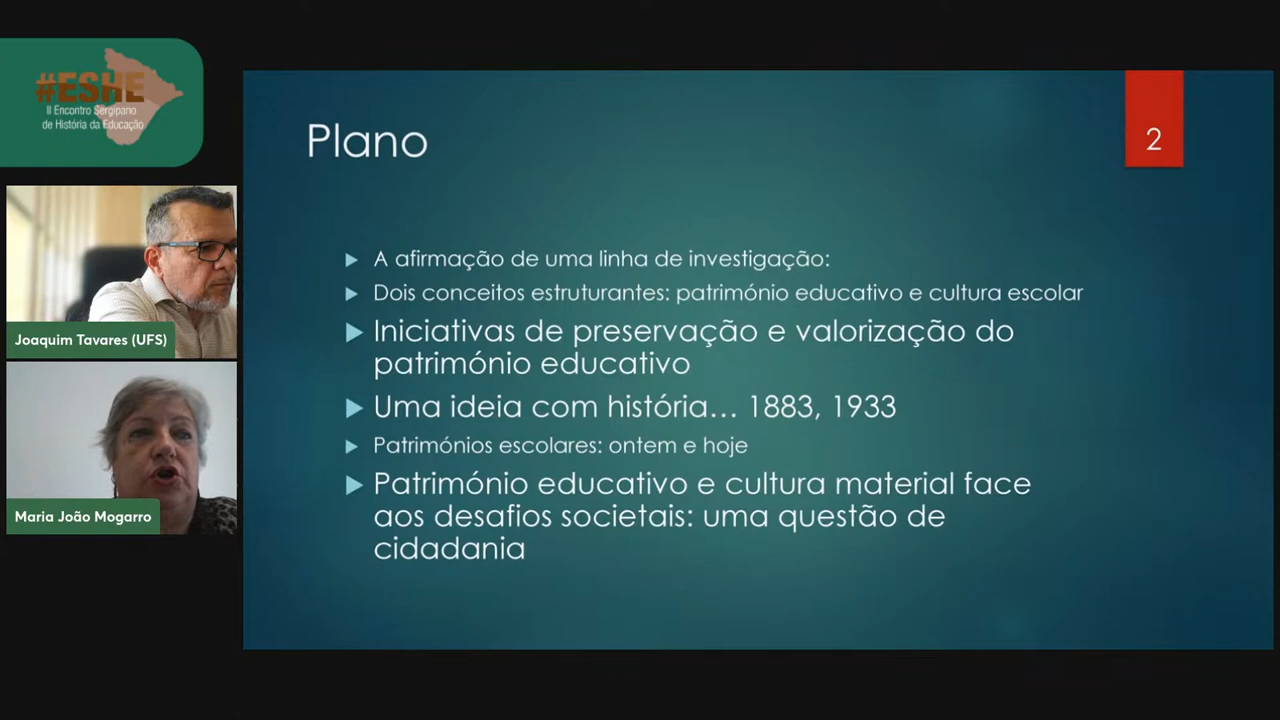 #ESHE
II Encontro Sergipano
de História da Educação
Joaquim Tavares (UFS)
Maria João Mogarro
Plano
2
A afirmação de uma linha de investigação:
Dois conceitos estruturantes: património educativo e cultura escolar
Iniciativas de preservação e valorização do
património educativo
Uma ideia com história… 1883, 1933
Patrimónios escolares: ontem e hoje
Património educativo e cultura material face
aos desafios societais: uma questão de
cidadania